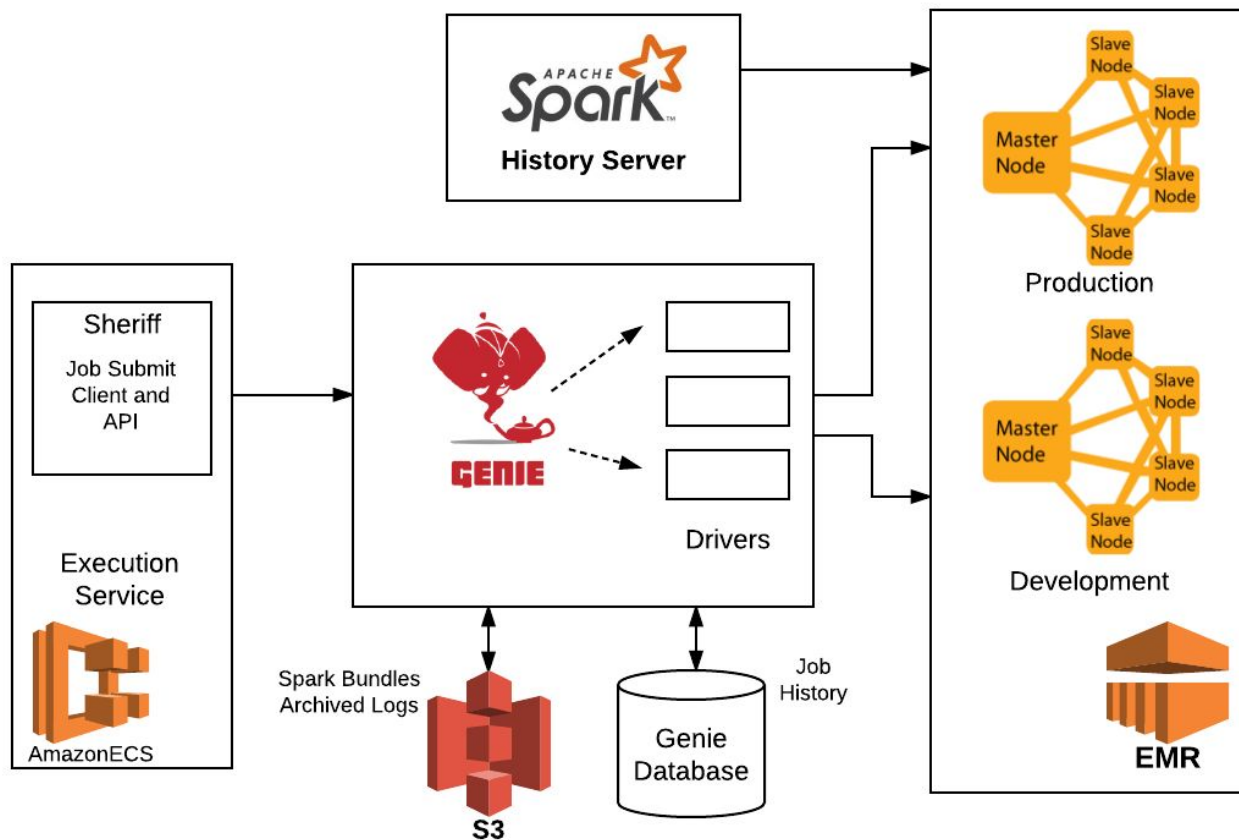 APACHE
Spark™
History Server
Slave
Node
Slave
Node
Master
Node
Slave
Node
Slave
Node
Production
Sheriff
Job Submit
Client and
API
Execution
Service
AmazonECS
GENIE
Drivers
Slave
Node
Slave
Node
Master
Node
Slave
Node
Slave
Node
Development
Spark Bundles
Archived Logs
S3
Job
History
Genie
Database
EMR